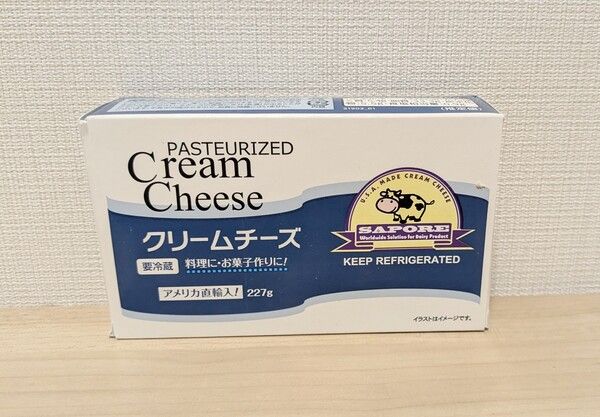 PASTEURIZED
Cream
Cheese
クリームチーズ
要冷蔵 料理に・お菓子作りに！
アメリカ直輸入！ 227g
U.S.A. MADE CREAM CHEESE
SAPORE
Worldwide Solution for Dairy Product
KEEP REFRIGERATED
イラストはイメージです。